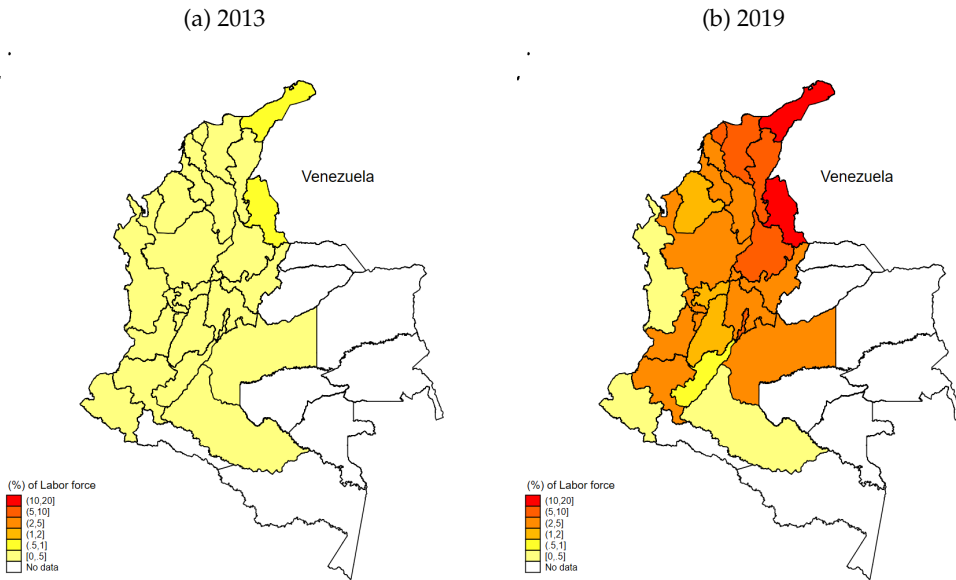 (a) 2013
(b) 2019
Venezuela
Venezuela
(%) of Labor force
(10,20]
(5,10]
(2,5]
(1,2]
(.5,1]
[0,.5]
No data
(%) of Labor force
(10,20]
(5,10]
(2,5]
(1,2]
(.5,1]
[0,.5]
No data